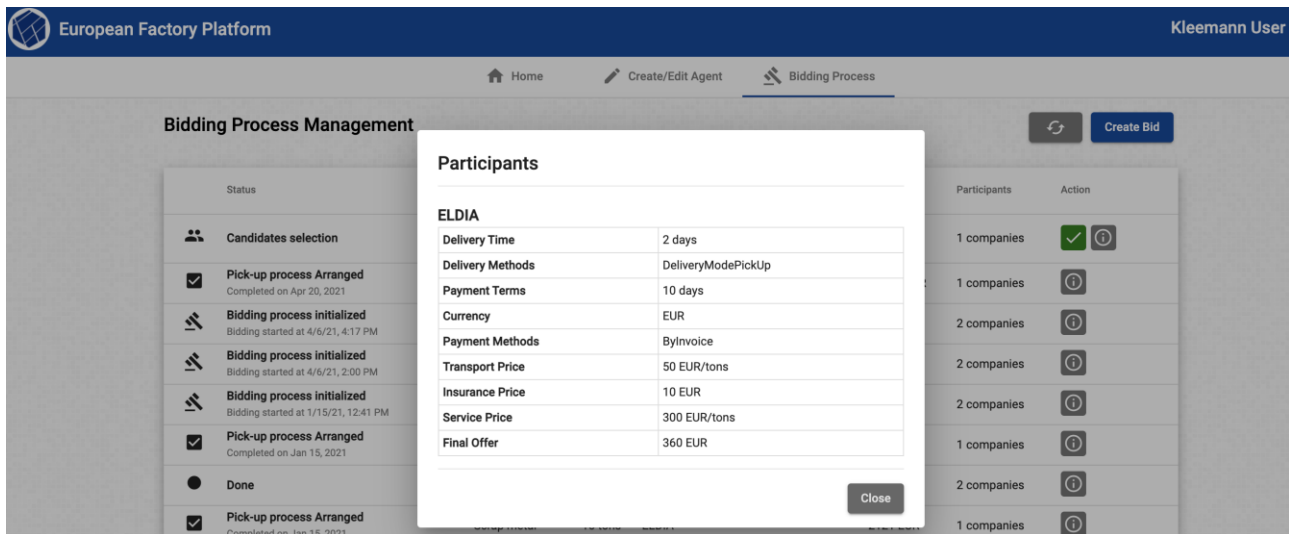 European Factory Platform
Kleemann User
Home Create/Edit Agent Bidding Process
Bidding Process Management
Create Bid
Status Participants Action
Candidates selection 1 companies
Pick-up process Arranged
Completed on Apr 20, 2021
1 companies
Bidding process initialized
Bidding started at 4/6/21, 4:17 PM
2 companies
Bidding process initialized
Bidding started at 4/6/21, 2:00 PM
2 companies
Bidding process initialized
Bidding started at 1/15/21, 12:41 PM
2 companies
Pick-up process Arranged
Completed on Jan 15, 2021
1 companies
Done 2 companies
Pick-up process Arranged
Completed on Jan 15, 2021
1 companies
Participants
ELDIA
Delivery Time 2 days
Delivery Methods DeliveryModePickUp
Payment Terms 10 days
Currency EUR
Payment Methods ByInvoice
Transport Price 50 EUR/tons
Insurance Price 10 EUR
Service Price 300 EUR/tons
Final Offer 360 EUR
Close